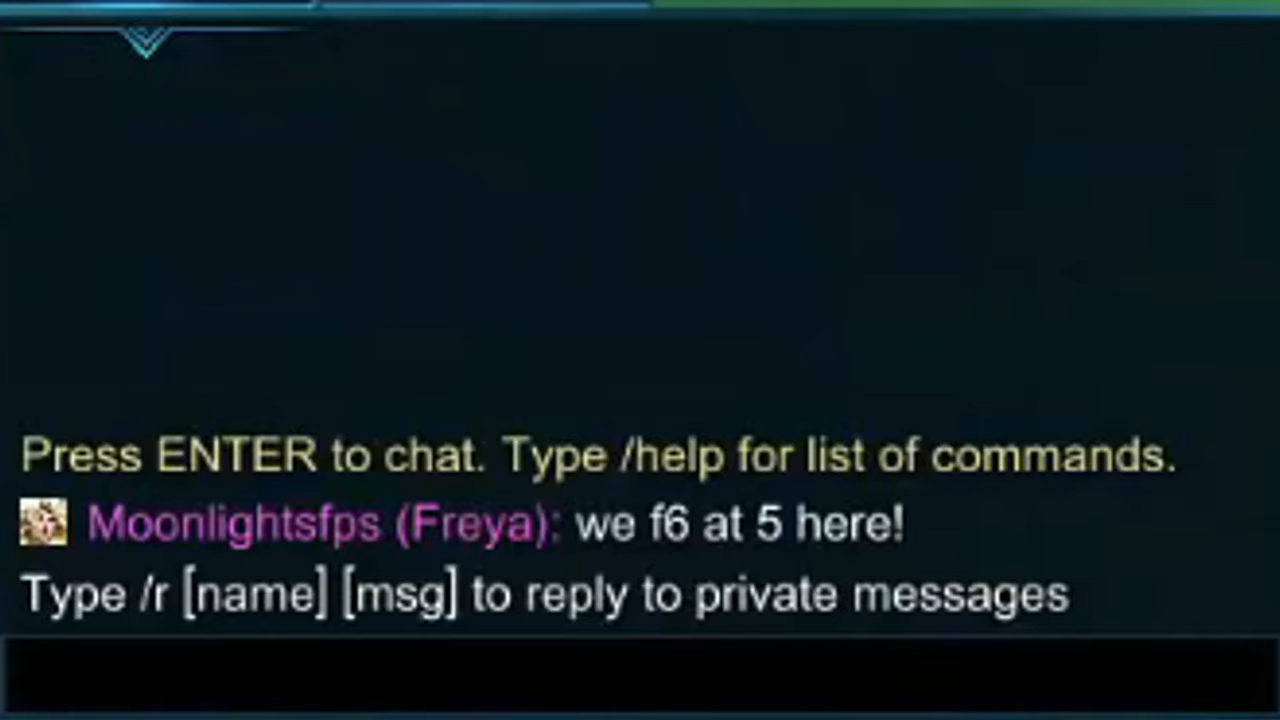 Press ENTER to chat. Type /help for list of commands.
Moonlightsfps (Freya): we f6 at 5 here!
Type /r [name] [msg] to reply to private messages